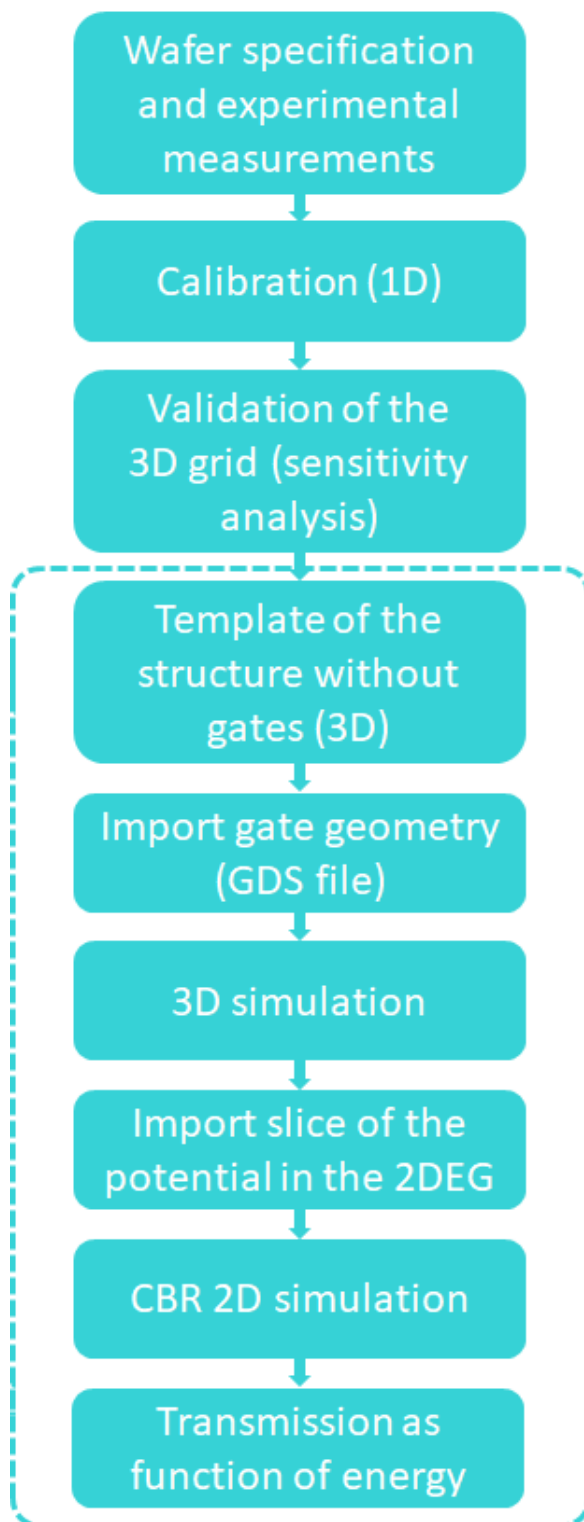 Wafer specification
and experimental
measurements
Calibration (1D)
Validation of the
3D grid (sensitivity
analysis)
Template of the
structure without
gates (3D)
Import gate geometry
(GDS file)
3D simulation
Import slice of the
potential in the 2DEG
CBR 2D simulation
Transmission as
function of energy